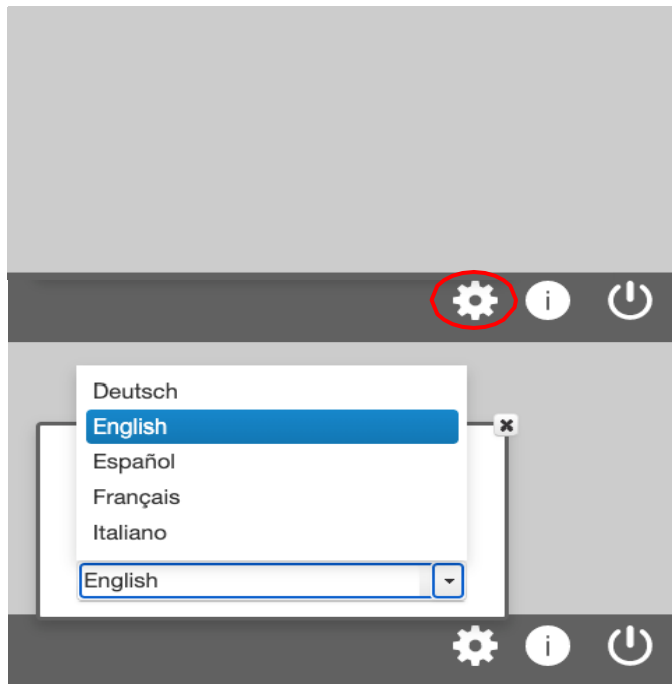 i
Deutsch
English
Español
Français
Italiano
English
i